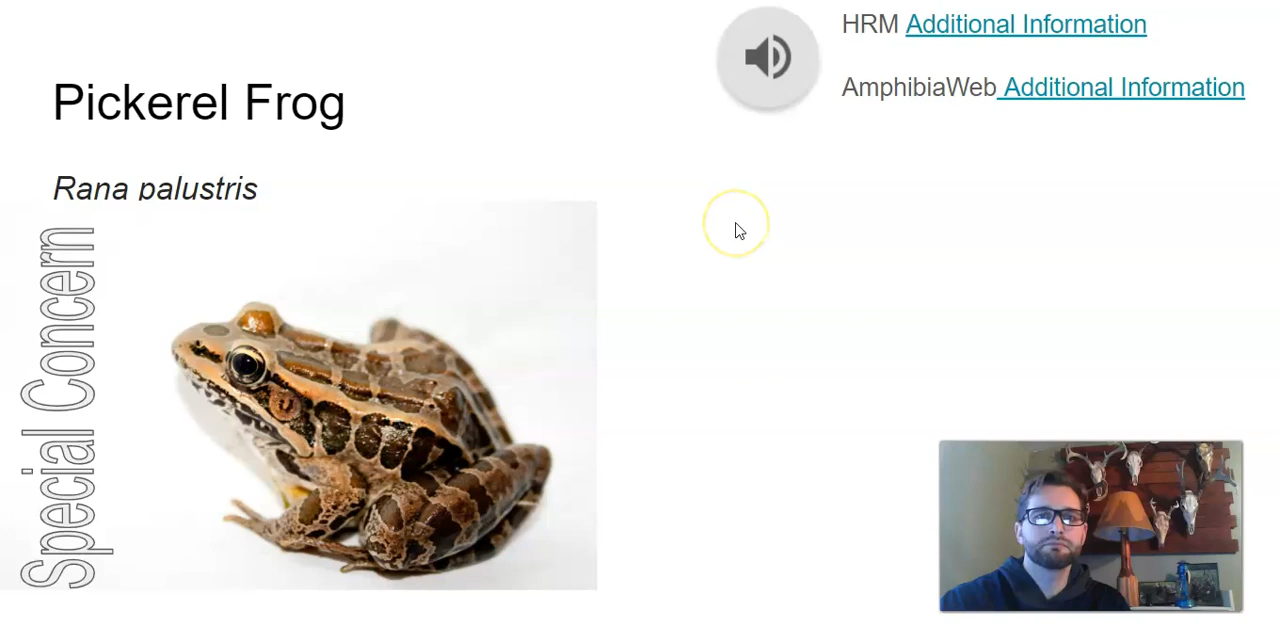 HRM Additional Information
AmphibiaWeb Additional Information
Pickerel Frog
Rana palustris
Special Concern